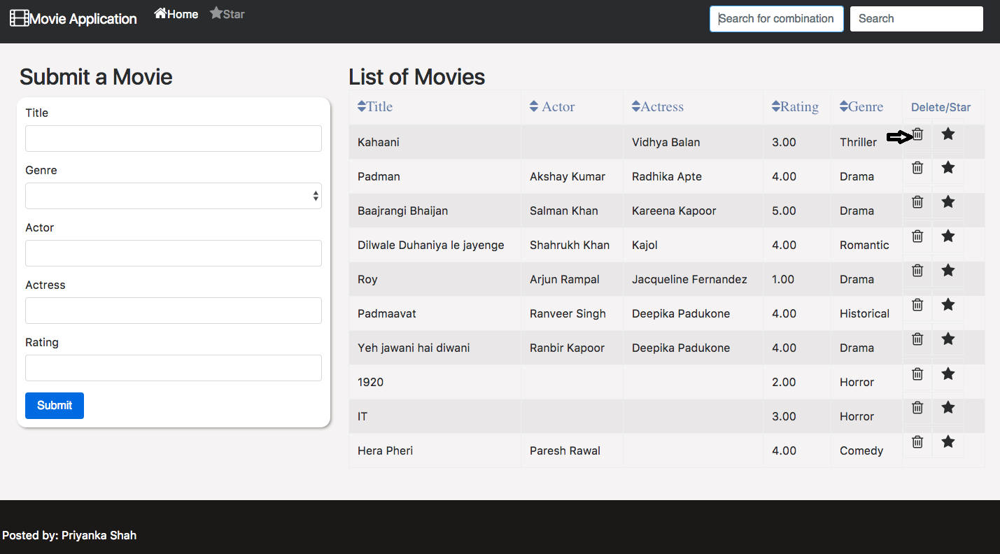 Movie Application Home Star Search for combination Search
Submit a Movie
Title
Genre
Actor
Actress
Rating
Submit
List of Movies
Title Actor Actress Rating Genre Delete/Star
Kahaani Vidhya Balan 3.00 Thriller
Padman Akshay Kumar Radhika Apte 4.00 Drama
Baajrangi Bhaijan Salman Khan Kareena Kapoor 5.00 Drama
Dilwale Duhaniya le jayenge Shahrukh Khan Kajol 4.00 Romantic
Roy Arjun Rampal Jacqueline Fernandez 1.00 Drama
Padmaavat Ranveer Singh Deepika Padukone 4.00 Historical
Yeh jawani hai diwani Ranbir Kapoor Deepika Padukone 4.00 Drama
1920 2.00 Horror
IT 3.00 Horror
Hera Pheri Paresh Rawal 4.00 Comedy
Posted by: Priyanka Shah